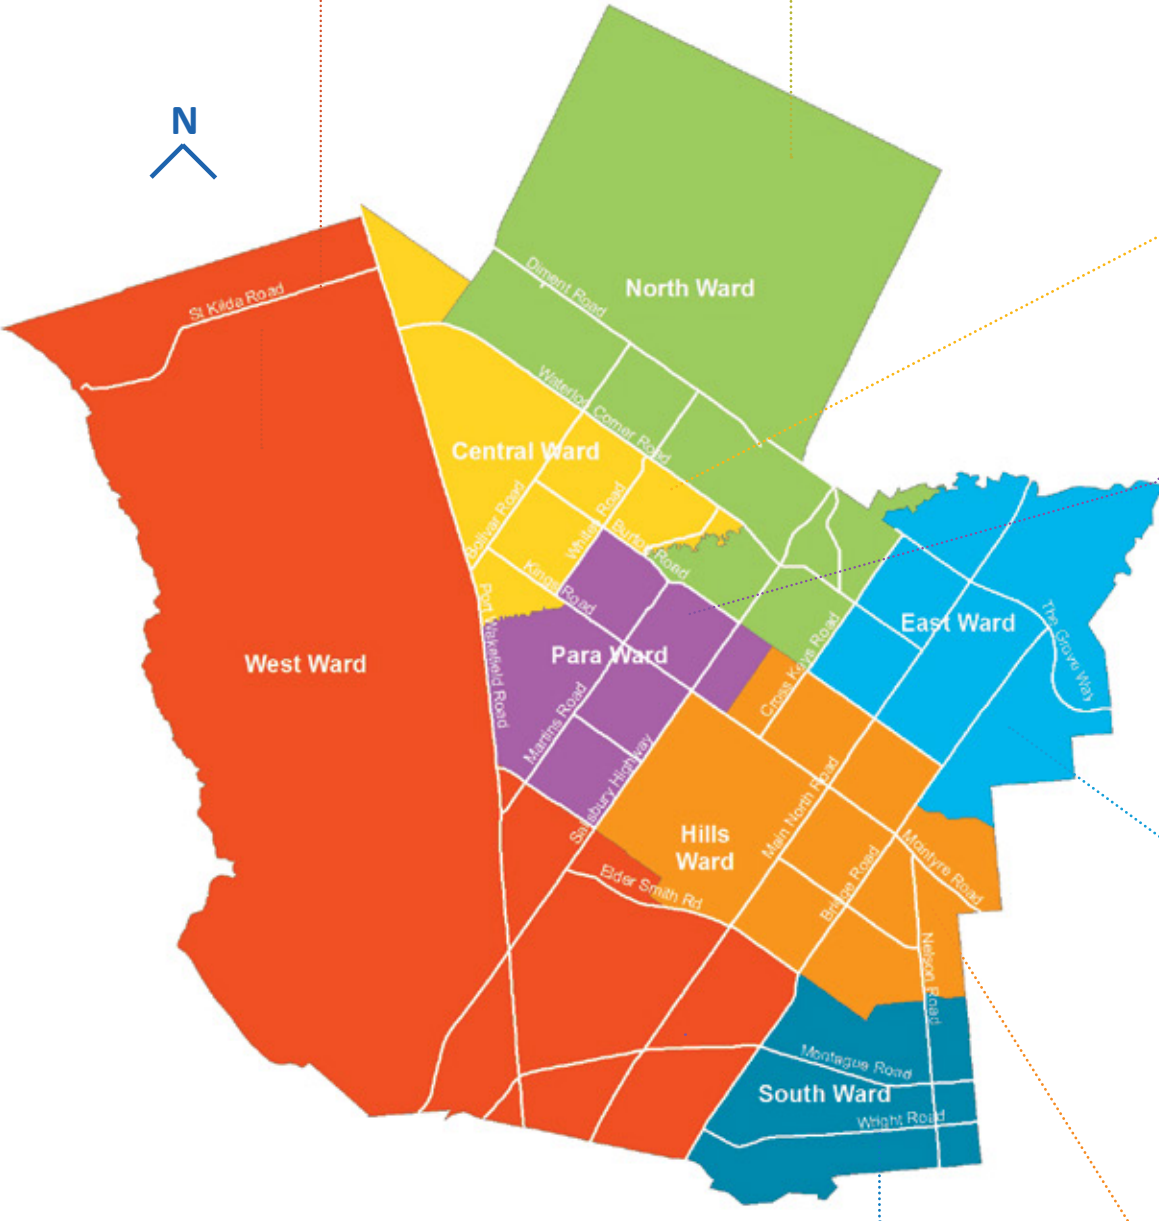 N
St Kilda Road
Diment Road
North Ward
Waterloo Corner Road
Central Ward
Bolivar Road
Whites Road
Burton Road
Kings Road
Port Wakefield Road
East Ward
The Grove Way
Cross Keys Road
Para Ward
West Ward
Martins Road
Salisbury Highway
Main North Road
Hills
Ward
McIntyre Road
Bridge Road
Elder Smith Rd
Nelson Road
Montague Road
South Ward
Wright Road